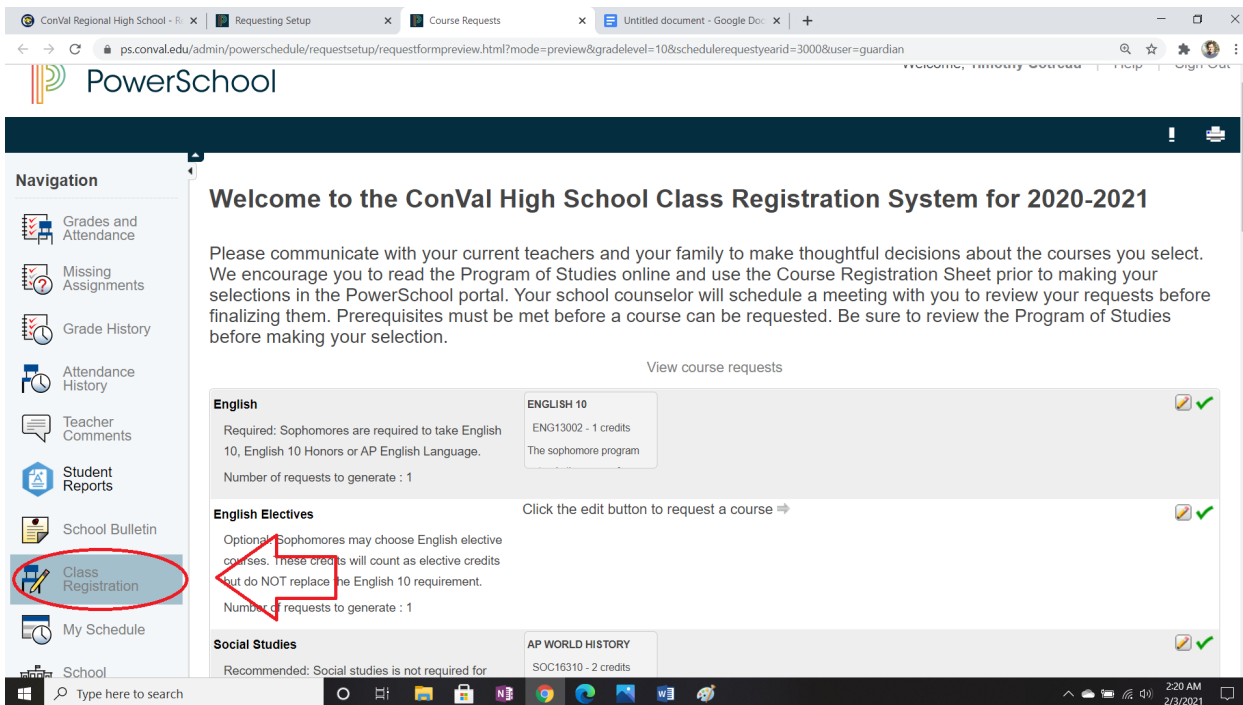 ConVal Regional High School - R
Requesting Setup
Course Requests
Untitled document - Google Doc
ps.conval.edu/admin/powerschedule/requestsetup/requestformpreview.html?mode=preview&gradelevel=10&schedulerequestyearid=3000&user=guardian
PowerSchool
Welcome, Timothy | Help | Sign Out
Navigation
Grades and
Attendance
Missing
Assignments
Grade History
Attendance
History
Teacher
Comments
Student
Reports
School Bulletin
Class
Registration
My Schedule
School
Welcome to the ConVal High School Class Registration System for 2020-2021
Please communicate with your current teachers and your family to make thoughtful decisions about the courses you select.
We encourage you to read the Program of Studies online and use the Course Registration Sheet prior to making your
selections in the PowerSchool portal. Your school counselor will schedule a meeting with you to review your requests before
finalizing them. Prerequisites must be met before a course can be requested. Be sure to review the Program of Studies
before making your selection.
View course requests
English
Required: Sophomores are required to take English
10, English 10 Honors or AP English Language.
Number of requests to generate : 1
ENGLISH 10
ENG13002 - 1 credits
The sophomore program
English Electives
Optional: Sophomores may choose English elective
courses. These credits will count as elective credits
but do NOT replace the English 10 requirement.
Number of requests to generate : 1
Click the edit button to request a course
Social Studies
Recommended: Social studies is not required for
AP WORLD HISTORY
SOC16310 - 2 credits
Type here to search
2:20 AM
2/3/2021